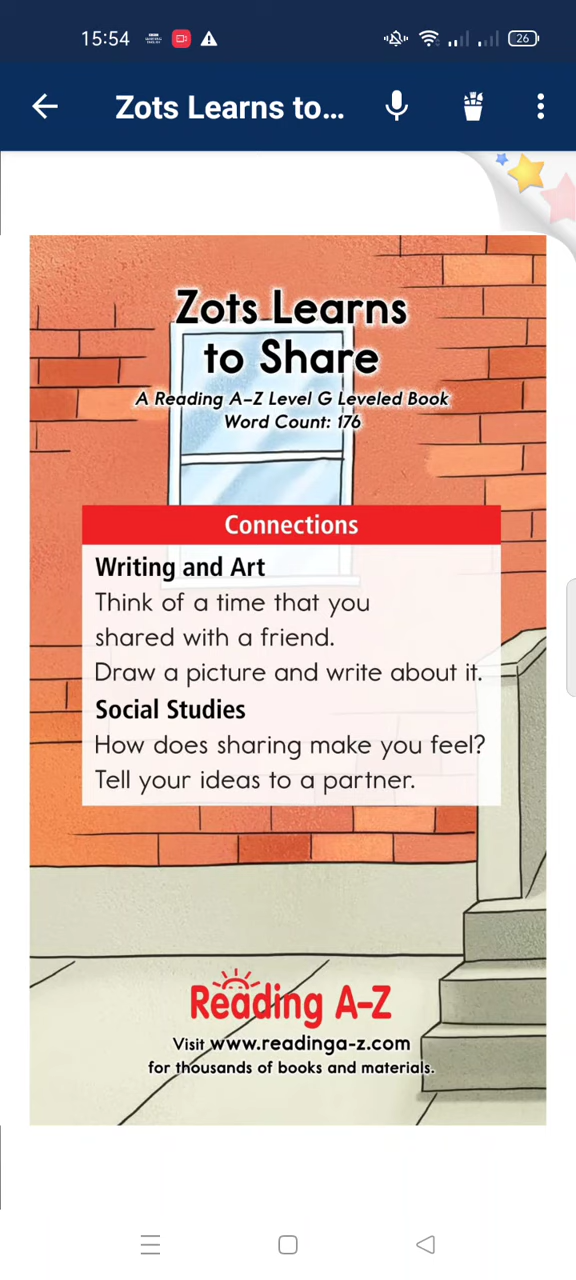 15:54
26
Zots Learns to...
Zots Learns
to Share
A Reading A–Z Level G Leveled Book
Word Count: 176
Connections
Writing and Art
Think of a time that you
shared with a friend.
Draw a picture and write about it.
Social Studies
How does sharing make you feel?
Tell your ideas to a partner.
Reading A–Z
Visit www.readinga-z.com
for thousands of books and materials.